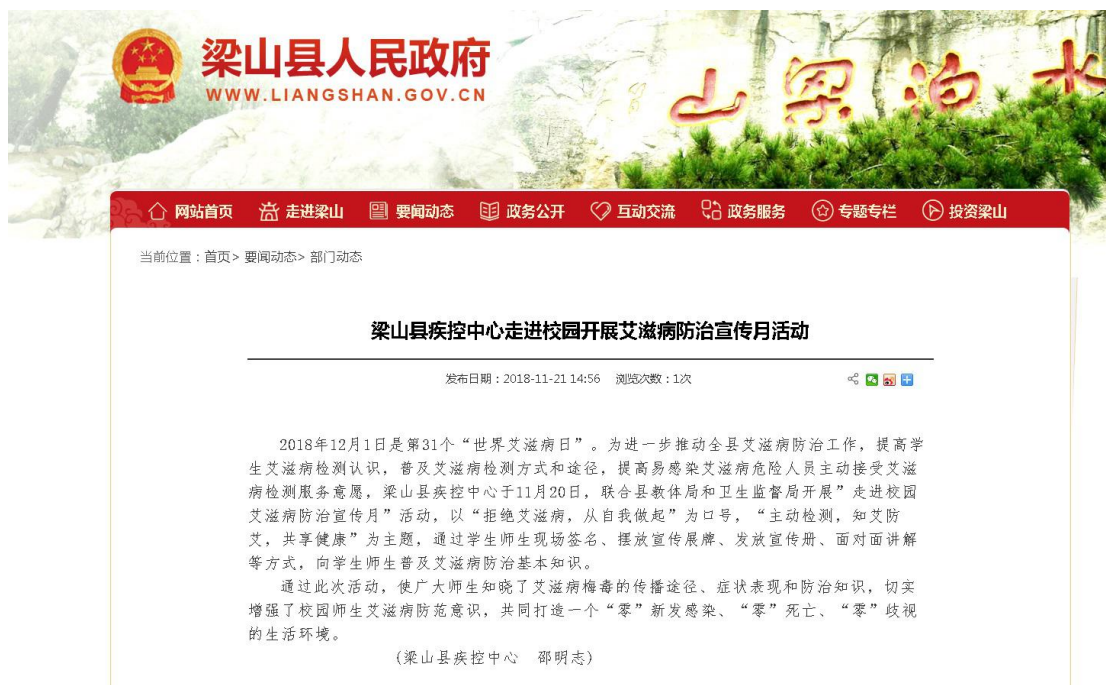 梁山县人民政府
WWW.LIANGSHAN.GOV.CN
山梁泊水
网站首页 走进梁山 要闻动态 政务公开 互动交流 政务服务 专题专栏 投资梁山
当前位置：首页> 要闻动态> 部门动态
梁山县疾控中心走进校园开展艾滋病防治宣传月活动
发布日期：2018-11-21 14:56 浏览次数：1次
2018年12月1日是第31个“世界艾滋病日”。为进一步推动全县艾滋病防治工作，提高学
生艾滋病检测认识，普及艾滋病检测方式和途径，提高易感染艾滋病危险人员主动接受艾滋
病检测服务意愿，梁山县疾控中心于11月20日，联合县教体局和卫生监督局开展”走进校园
艾滋病防治宣传月”活动，以“拒绝艾滋病，从自我做起”为口号，“主动检测，知艾防
艾，共享健康”为主题，通过学生师生现场签名、摆放宣传展牌、发放宣传册、面对面讲解
等方式，向学生师生普及艾滋病防治基本知识。
通过此次活动，使广大师生知晓了艾滋病梅毒的传播途径、症状表现和防治知识，切实
增强了校园师生艾滋病防范意识，共同打造一个“零”新发感染、“零”死亡、“零”歧视
的生活环境。
(梁山县疾控中心 邵明志)